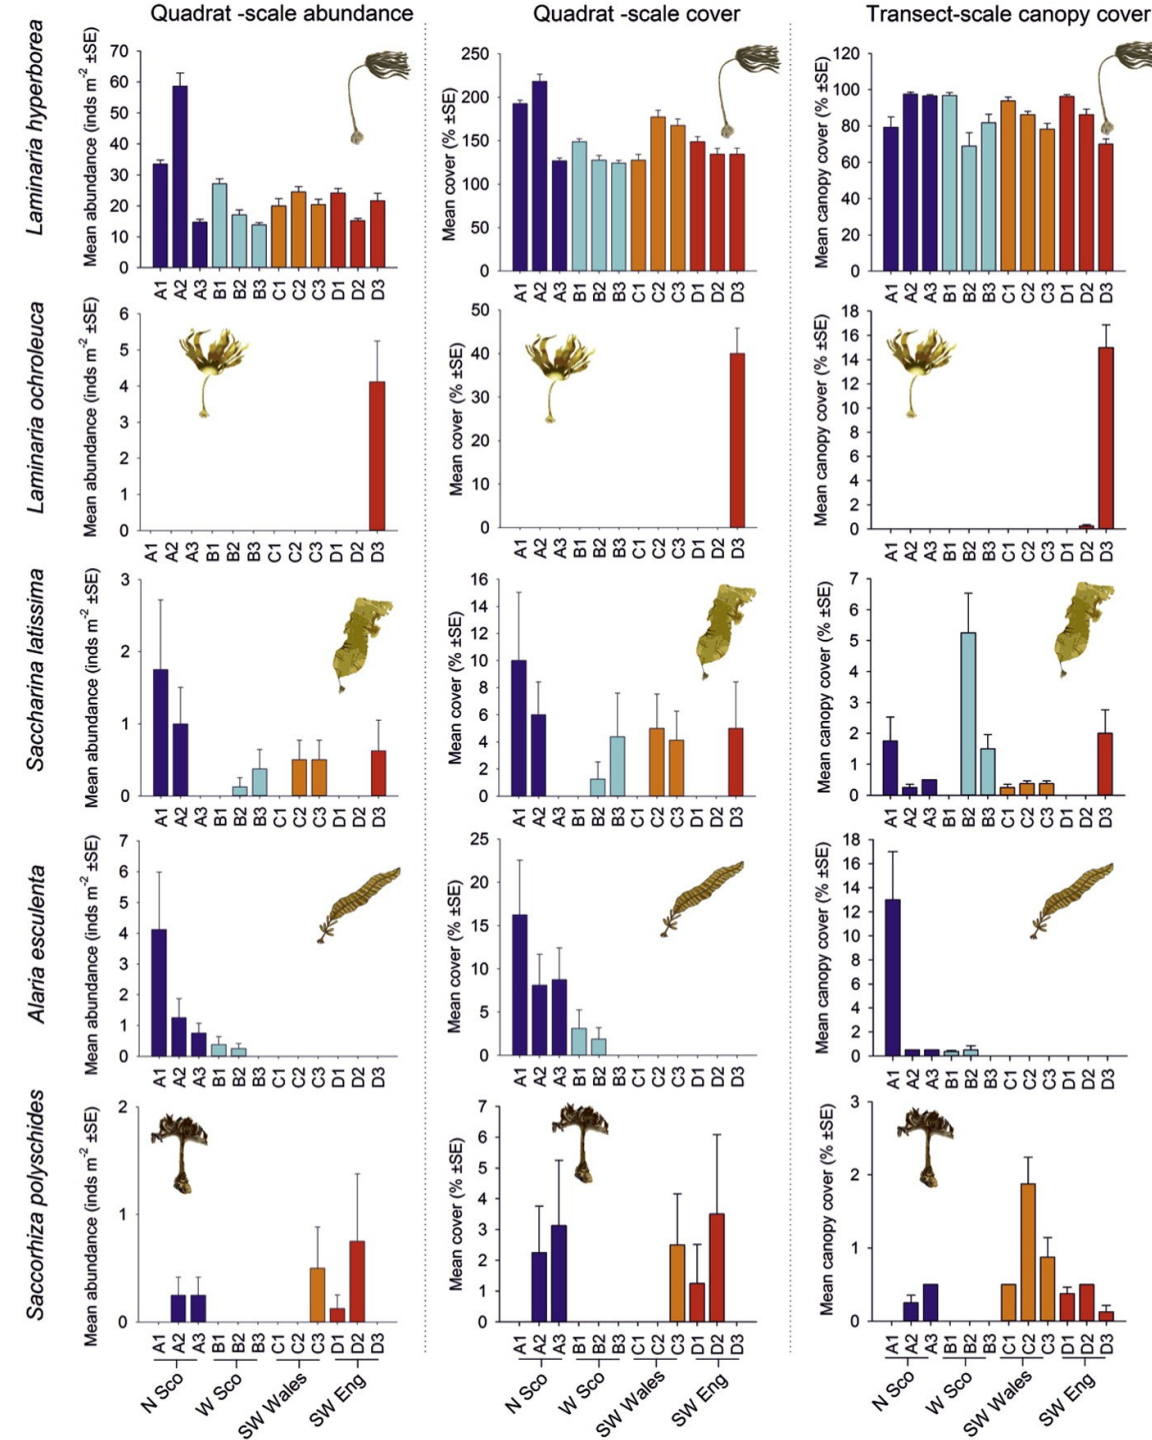 Quadrat -scale abundance
Quadrat -scale cover
Transect-scale canopy cover
Laminaria hyperborea
Mean abundance (inds m-2 ±SE)
70
60
50
40
30
20
10
0
A1 A2 A3 B1 B2 B3 C1 C2 C3 D1 D2 D3
Mean cover (% ±SE)
250
200
150
100
50
0
A1 A2 A3 B1 B2 B3 C1 C2 C3 D1 D2 D3
Mean canopy cover (% ±SE)
120
100
80
60
40
20
0
A1 A2 A3 B1 B2 B3 C1 C2 C3 D1 D2 D3
Laminaria ochroleuca
Mean abundance (inds m-2 ±SE)
6
5
4
3
2
1
0
A1 A2 A3 B1 B2 B3 C1 C2 C3 D1 D2 D3
Mean cover (% ±SE)
50
40
30
20
10
0
A1 A2 A3 B1 B2 B3 C1 C2 C3 D1 D2 D3
Mean canopy cover (% ±SE)
18
16
14
12
10
8
6
4
2
0
A1 A2 A3 B1 B2 B3 C1 C2 C3 D1 D2 D3
Saccharina latissima
Mean abundance (inds m-2 ±SE)
3
2
1
0
A1 A2 A3 B1 B2 B3 C1 C2 C3 D1 D2 D3
Mean cover (% ±SE)
16
14
12
10
8
6
4
2
0
A1 A2 A3 B1 B2 B3 C1 C2 C3 D1 D2 D3
Mean canopy cover (% ±SE)
7
6
5
4
3
2
1
0
A1 A2 A3 B1 B2 B3 C1 C2 C3 D1 D2 D3
Alaria esculenta
Mean abundance (inds m-2 ±SE)
7
6
5
4
3
2
1
0
A1 A2 A3 B1 B2 B3 C1 C2 C3 D1 D2 D3
Mean cover (% ±SE)
25
20
15
10
5
0
A1 A2 A3 B1 B2 B3 C1 C2 C3 D1 D2 D3
Mean canopy cover (% ±SE)
18
16
14
12
10
8
6
4
2
0
A1 A2 A3 B1 B2 B3 C1 C2 C3 D1 D2 D3
Saccorhiza polyschides
Mean abundance (inds m-2 ±SE)
2
1
0
A1 A2 A3 B1 B2 B3 C1 C2 C3 D1 D2 D3
N Sco
W Sco
SW Wales
SW Eng
Mean cover (% ±SE)
7
6
5
4
3
2
1
0
A1 A2 A3 B1 B2 B3 C1 C2 C3 D1 D2 D3
N Sco
W Sco
SW Wales
SW Eng
Mean canopy cover (% ±SE)
3
2
1
0
A1 A2 A3 B1 B2 B3 C1 C2 C3 D1 D2 D3
N Sco
W Sco
SW Wales
SW Eng